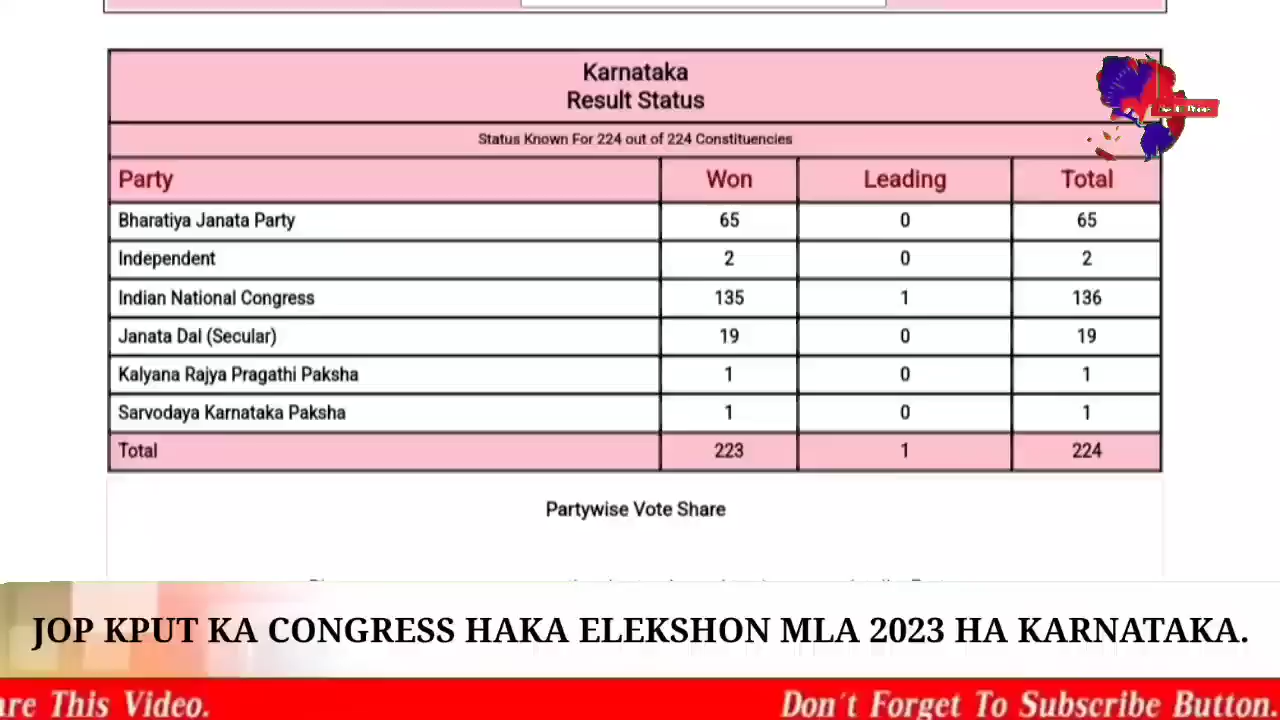 Karnataka
Result Status
Status Known For 224 out of 224 Constituencies
Party Won Leading Total
Bharatiya Janata Party 65 0 65
Independent 2 0 2
Indian National Congress 135 1 136
Janata Dal (Secular) 19 0 19
Kalyana Rajya Pragathi Paksha 1 0 1
Sarvodaya Karnataka Paksha 1 0 1
Total 223 1 224
Partywise Vote Share
JOP KPUT KA CONGRESS HAKA ELEKSHON MLA 2023 HA KARNATAKA.
This Video. Don´t Forget To Subscribe Button.